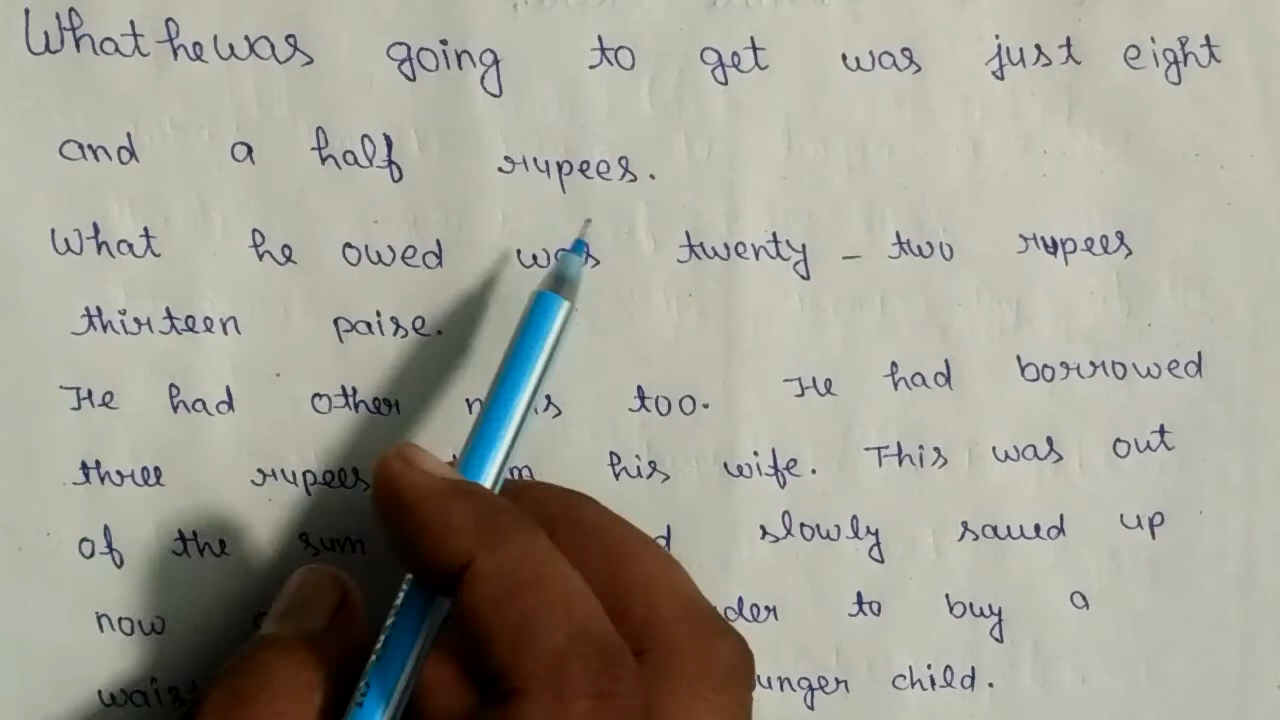 What he was going to get was just eight
and a half rupees.
What he owed was twenty - two rupees
thirteen paise.
He had other too. He had borrowed
three rupees his wife. This was out
of the sum slowly saved up
now to buy a
child.